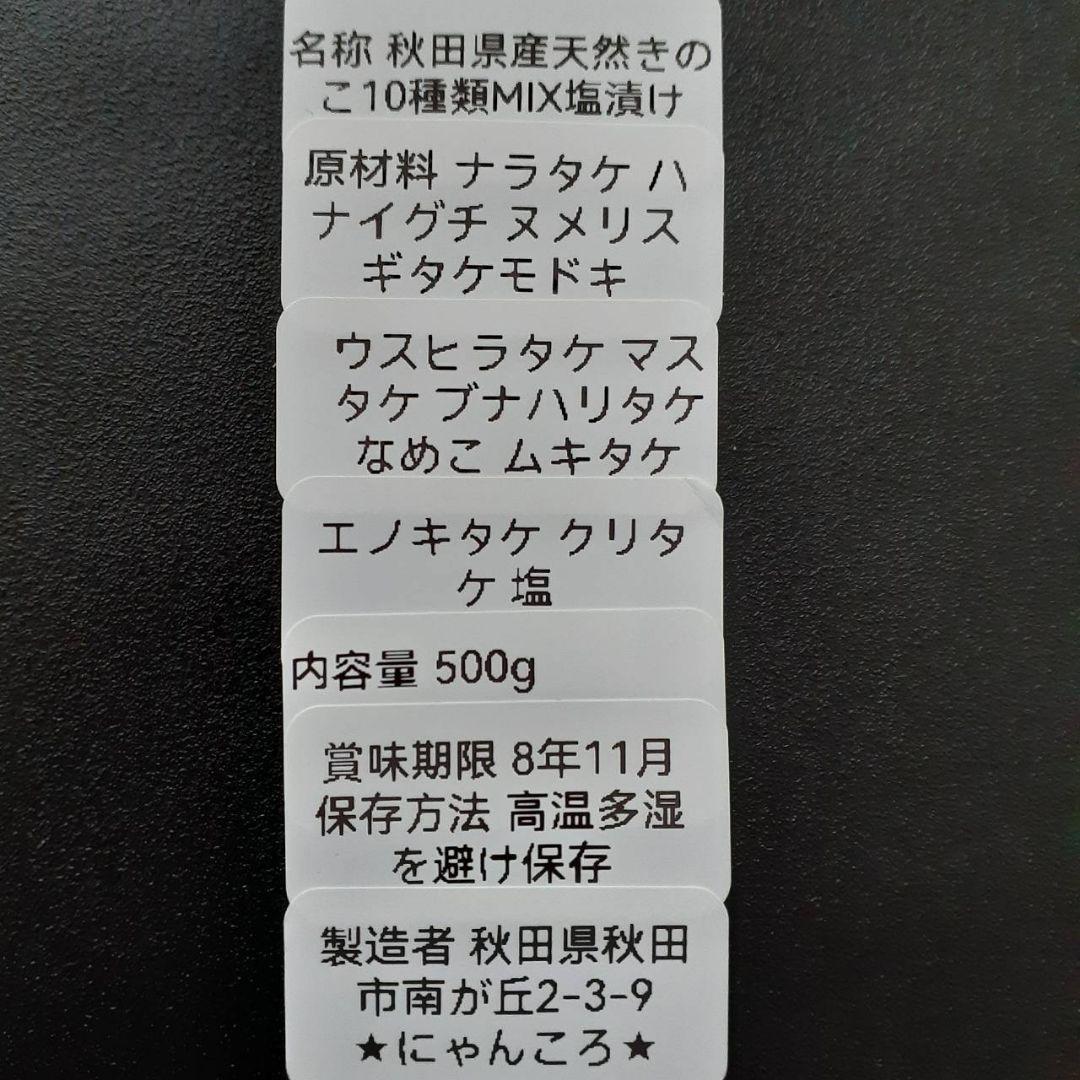 名称 秋田県産天然きの
こ10種類MIX塩漬け
原材料 ナラタケ ハ
ナイグチ ヌメリス
ギタケモドキ
ウスヒラタケ マス
タケ ブナハリタケ
なめこ ムキタケ
エノキタケ クリタ
ケ 塩
内容量 500g
賞味期限 8年11月
保存方法 高温多湿
を避け保存
製造者 秋田県秋田
市南が丘2-3-9
★にゃんころ★